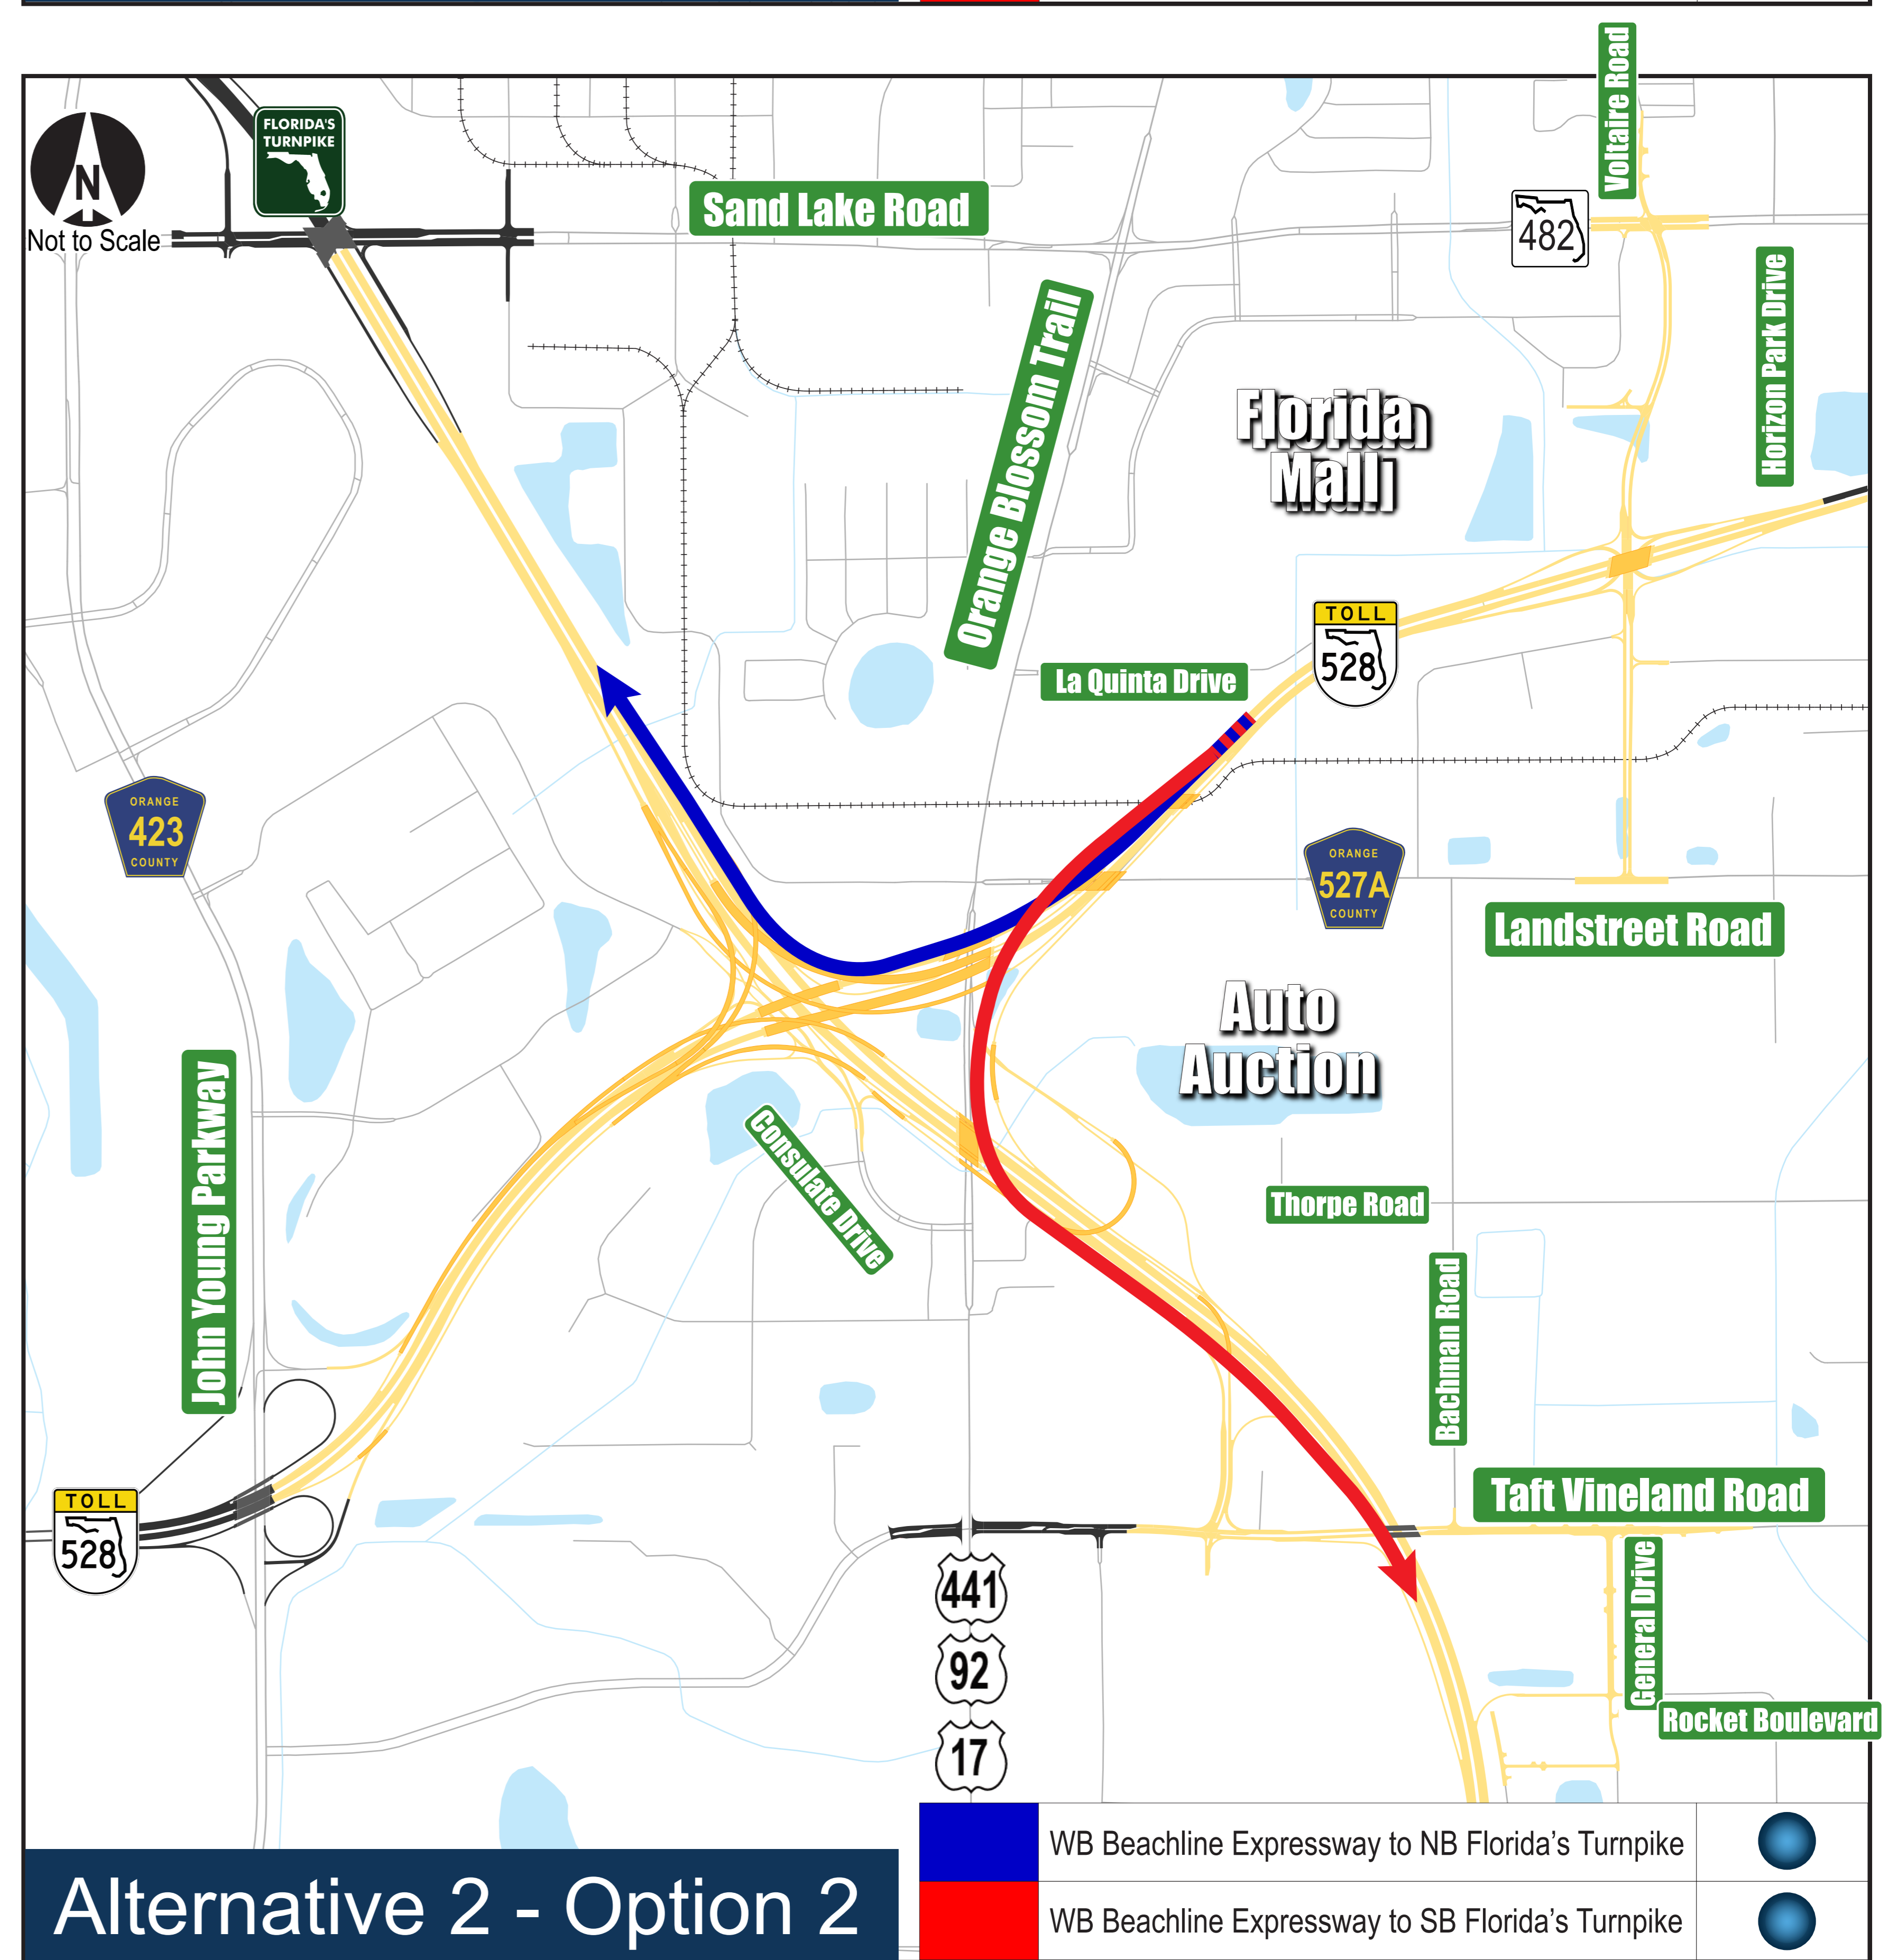 Voltaire Road
FLORIDA'S
TURNPIKE
N
Not to Scale
Sand Lake Road
482
Horizon Park Drive
Orange Blossom Trail
Florida
Mall
TOLL
528
La Quinta Drive
ORANGE
423
COUNTY
ORANGE
527A
COUNTY
Landstreet Road
Auto
Auction
John Young Parkway
Consulate Drive
Thorpe Road
Bachman Road
Taft Vineland Road
TOLL
528
441
92
17
General Drive
Rocket Boulevard
WB Beachline Expressway to NB Florida's Turnpike
WB Beachline Expressway to SB Florida's Turnpike
Alternative 2 - Option 2